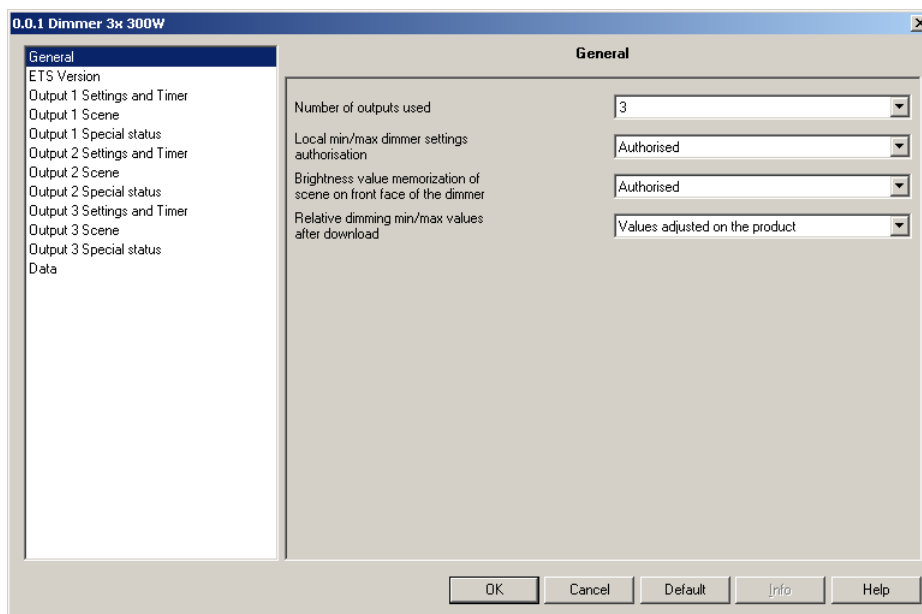 0.0.1 Dimmer 3x 300W
General
ETS Version
Output 1 Settings and Timer
Output 1 Scene
Output 1 Special status
Output 2 Settings and Timer
Output 2 Scene
Output 2 Special status
Output 3 Settings and Timer
Output 3 Scene
Output 3 Special status
Data
General
Number of outputs used
3
Local min/max dimmer settings
authorisation
Authorised
Brightness value memorization of
scene on front face of the dimmer
Authorised
Relative dimming min/max values
after download
Values adjusted on the product
OK
Cancel
Default
Info
Help